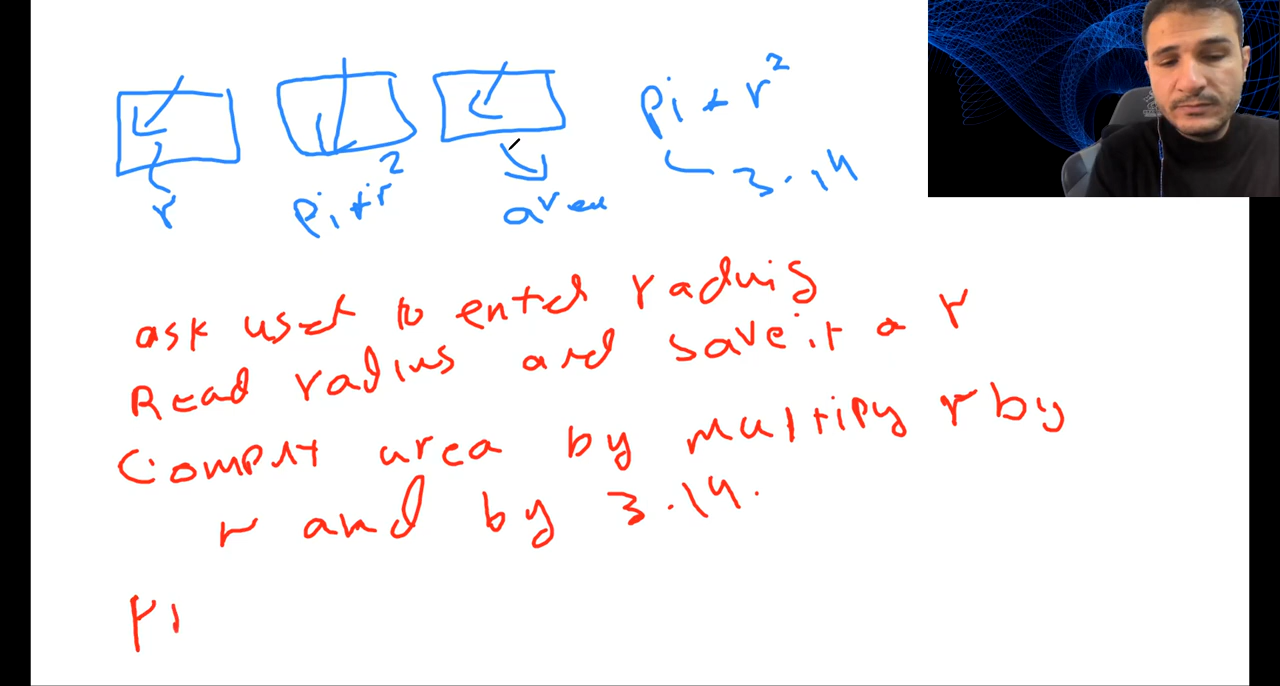 r
pi * r²
area
pi * r²
3.14
ask user to enter radius
Read radius and save it a r
Comput area by multipy r by
r and by 3.14.